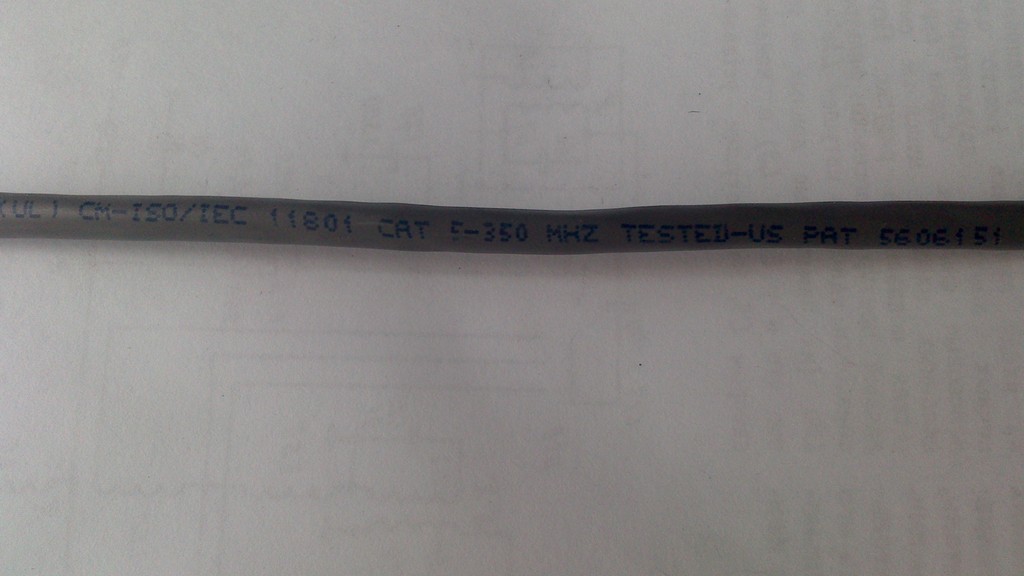 (UL) CM-ISO/IEC 11801 CAT 5-350 MHZ TESTED-US PAT 5606151